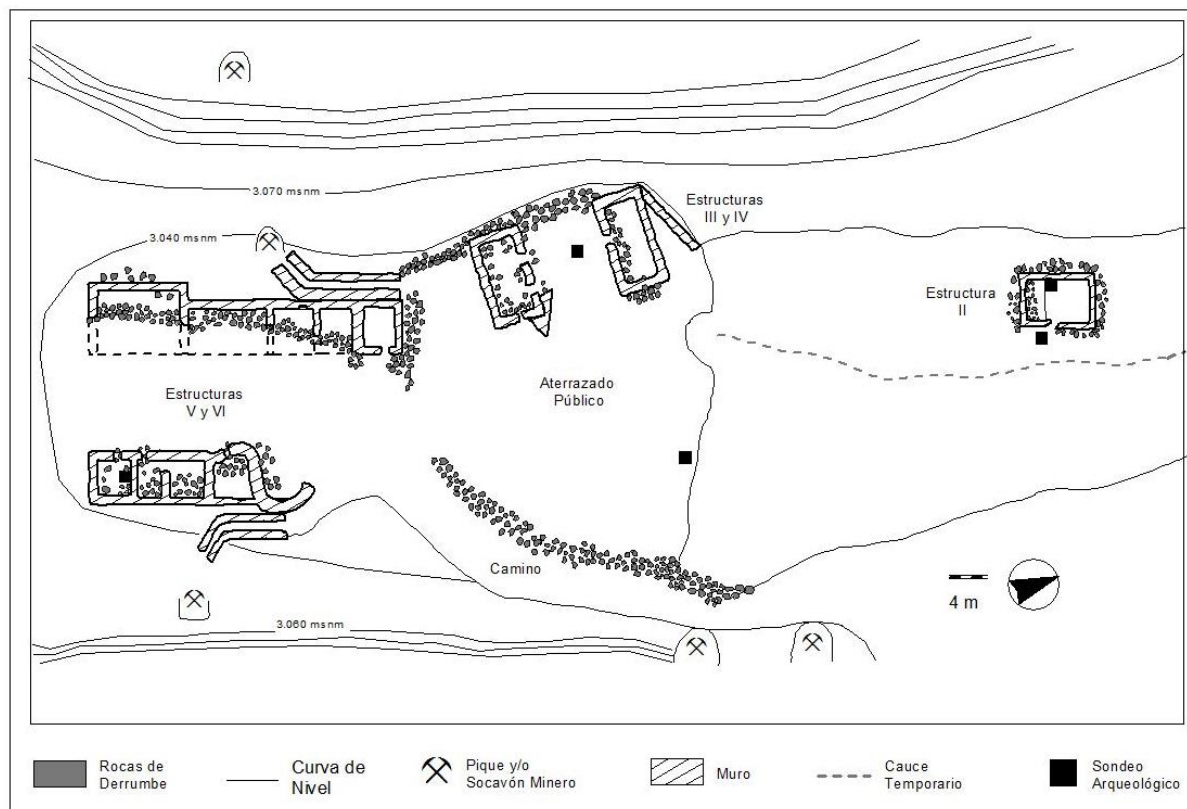 3.070 msnm
Estructuras
III y IV
3.040 msnm
Estructura
II
Aterrazado
Público
Estructuras
V y VI
Camino
4 m
3.060 msnm
Rocas de
Derrumbe
Curva de
Nivel
Pique y/o
Socavón Minero
Muro
Cauce
Temporario
Sondeo
Arqueológico